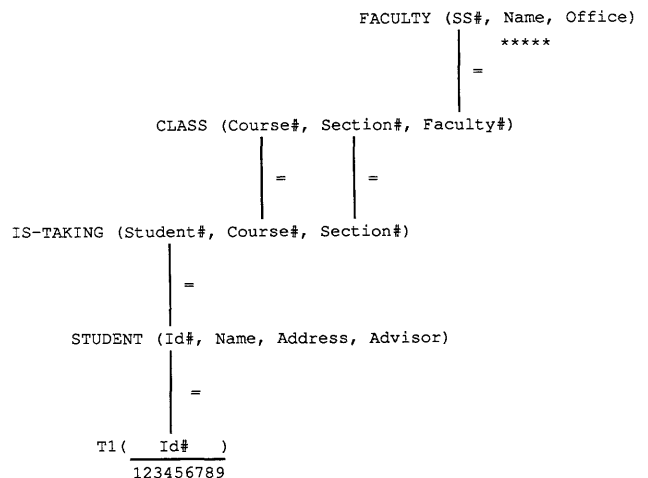 FACULTY (SS#, Name, Office)
*****
=
CLASS (Course#, Section#, Faculty#)
= =
IS-TAKING (Student#, Course#, Section#)
=
STUDENT (Id#, Name, Address, Advisor)
=
T1( Id# )
123456789